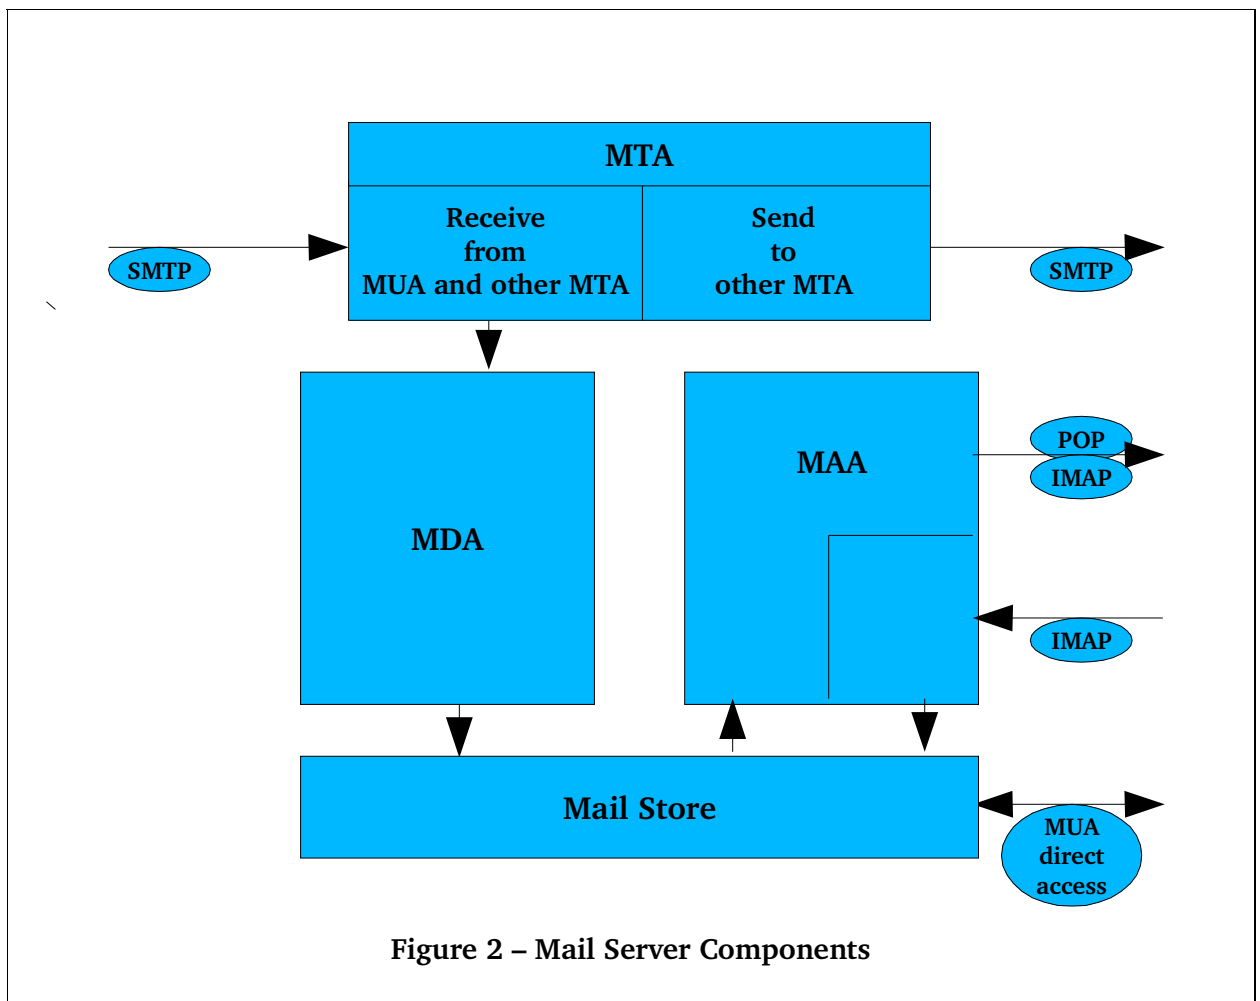 MTA
Receive
from
MUA and other MTA
Send
to
other MTA
SMTP
SMTP
MDA
MAA
POP
IMAP
IMAP
Mail Store
MUA
direct
access
Figure 2 – Mail Server Components